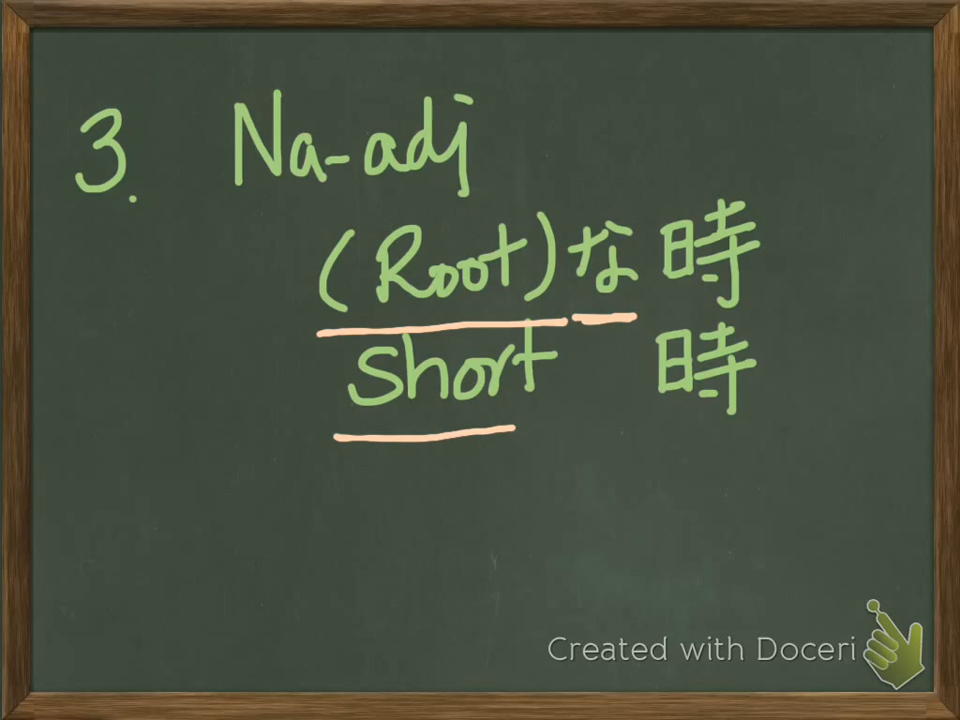 3. Na-adj
(Root)な時
short 時
Created with Doceri